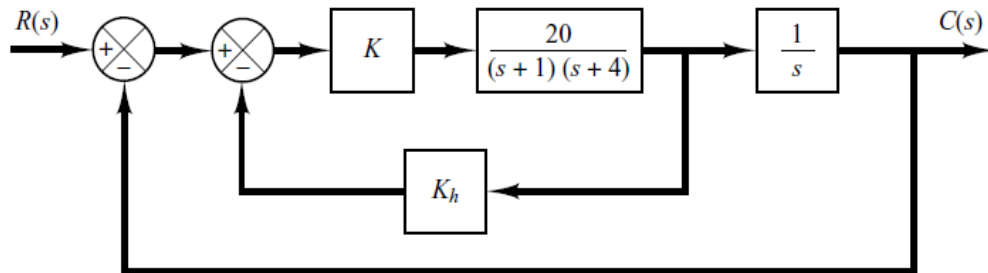 R(s)
C(s)
+
−
+
−
K
20
(s + 1) (s + 4)
1
s
K_h